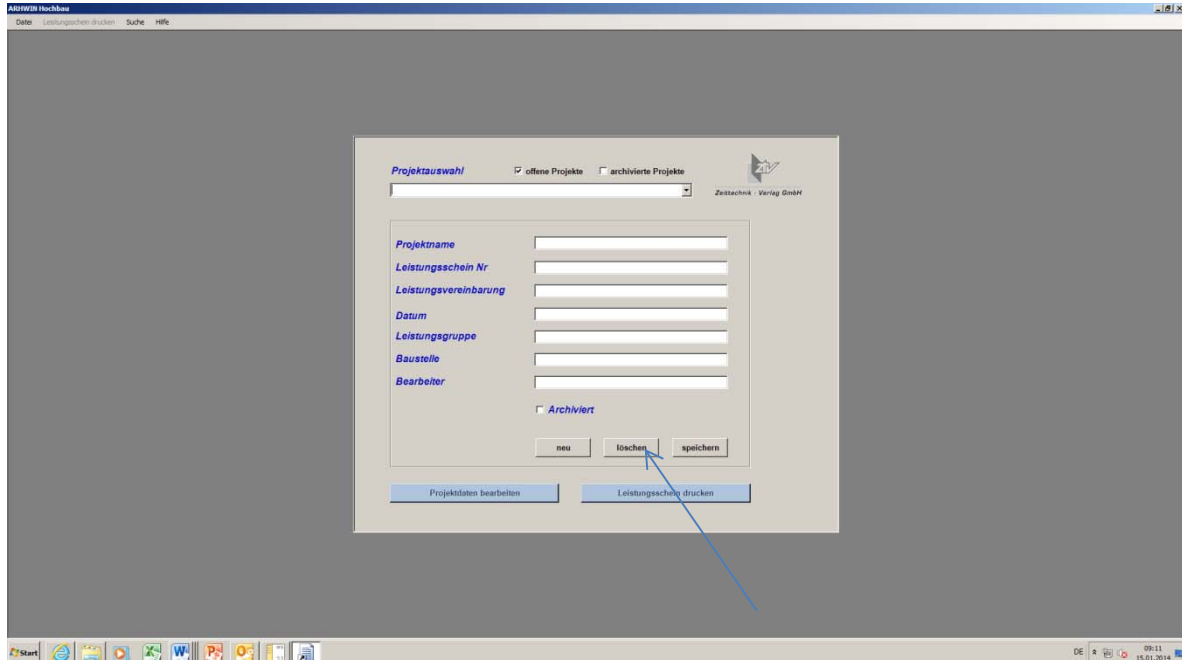 ARHWIN Hochbau
Datei Leistungsschein drucken Suche Hilfe
Projektauswahl offene Projekte archivierte Projekte
ZTV
Zeittechnik - Verlag GmbH
Projektname
Leistungsschein Nr
Leistungsvereinbarung
Datum
Leistungsgruppe
Baustelle
Bearbeiter
Archiviert
neu löschen speichern
Projektdaten bearbeiten Leistungsschein drucken
Start DE 09:11
15.01.2014